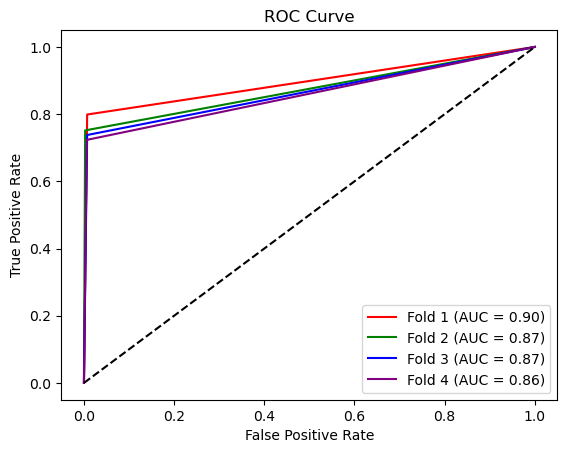 ROC Curve
True Positive Rate
1.0
0.8
0.6
0.4
0.2
0.0
Fold 1 (AUC = 0.90)
Fold 2 (AUC = 0.87)
Fold 3 (AUC = 0.87)
Fold 4 (AUC = 0.86)
0.0 0.2 0.4 0.6 0.8 1.0
False Positive Rate